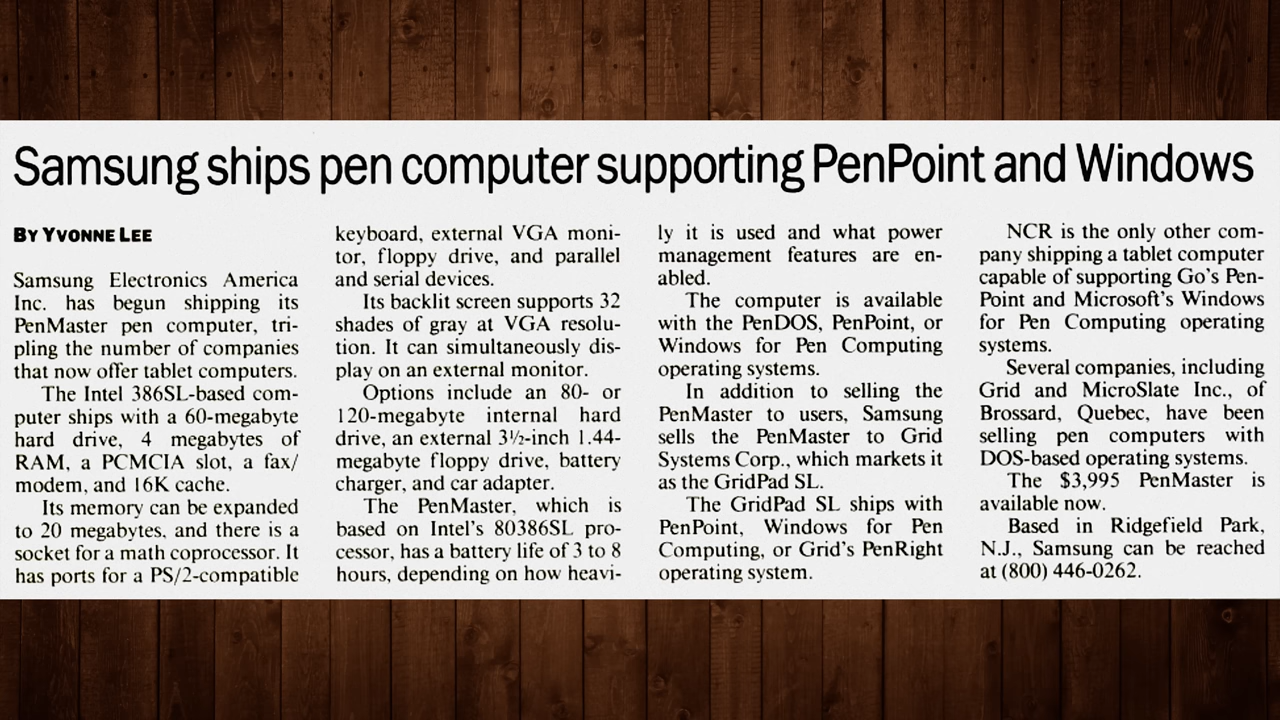 Samsung ships pen computer supporting PenPoint and Windows
BY YVONNE LEE
Samsung Electronics America
Inc. has begun shipping its
PenMaster pen computer, tri-
pling the number of companies
that now offer tablet computers.
The Intel 386SL-based com-
puter ships with a 60-megabyte
hard drive, 4 megabytes of
RAM, a PCMCIA slot, a fax/
modem, and 16K cache.
Its memory can be expanded
to 20 megabytes, and there is a
socket for a math coprocessor. It
has ports for a PS/2-compatible
keyboard, external VGA moni-
tor, floppy drive, and parallel
and serial devices.
Its backlit screen supports 32
shades of gray at VGA resolu-
tion. It can simultaneously dis-
play on an external monitor.
Options include an 80- or
120-megabyte internal hard
drive, an external 3½-inch 1.44-
megabyte floppy drive, battery
charger, and car adapter.
The PenMaster, which is
based on Intel's 80386SL pro-
cessor, has a battery life of 3 to 8
hours, depending on how heavi-
ly it is used and what power
management features are en-
abled.
The computer is available
with the PenDOS, PenPoint, or
Windows for Pen Computing
operating systems.
In addition to selling the
PenMaster to users, Samsung
sells the PenMaster to Grid
Systems Corp., which markets it
as the GridPad SL.
The GridPad SL ships with
PenPoint, Windows for Pen
Computing, or Grid's PenRight
operating system.
NCR is the only other com-
pany shipping a tablet computer
capable of supporting Go's Pen-
Point and Microsoft's Windows
for Pen Computing operating
systems.
Several companies, including
Grid and MicroSlate Inc., of
Brossard, Quebec, have been
selling pen computers with
DOS-based operating systems.
The $3,995 PenMaster is
available now.
Based in Ridgefield Park,
N.J., Samsung can be reached
at (800) 446-0262.